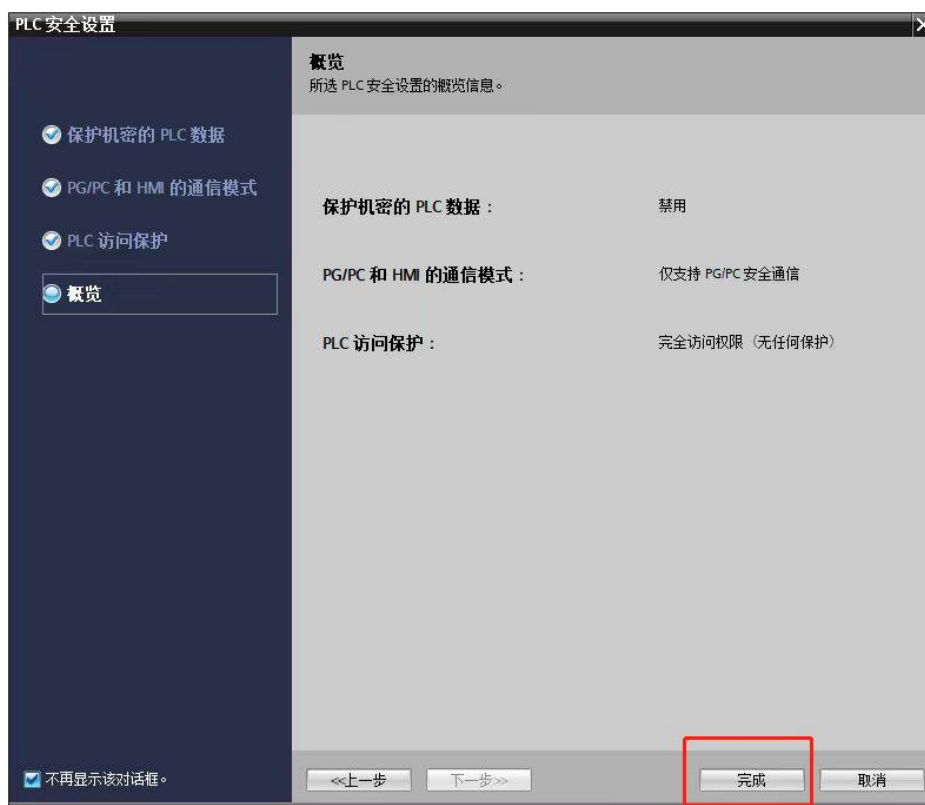 PLC 安全设置
概览
所选 PLC 安全设置的概览信息。
保护机密的 PLC 数据
PG/PC 和 HMI 的通信模式
PLC 访问保护
概览
保护机密的 PLC 数据： 禁用
PG/PC 和 HMI 的通信模式： 仅支持 PG/PC 安全通信
PLC 访问保护： 完全访问权限（无任何保护）
不再显示该对话框。
<<上一步 下一步>> 完成 取消